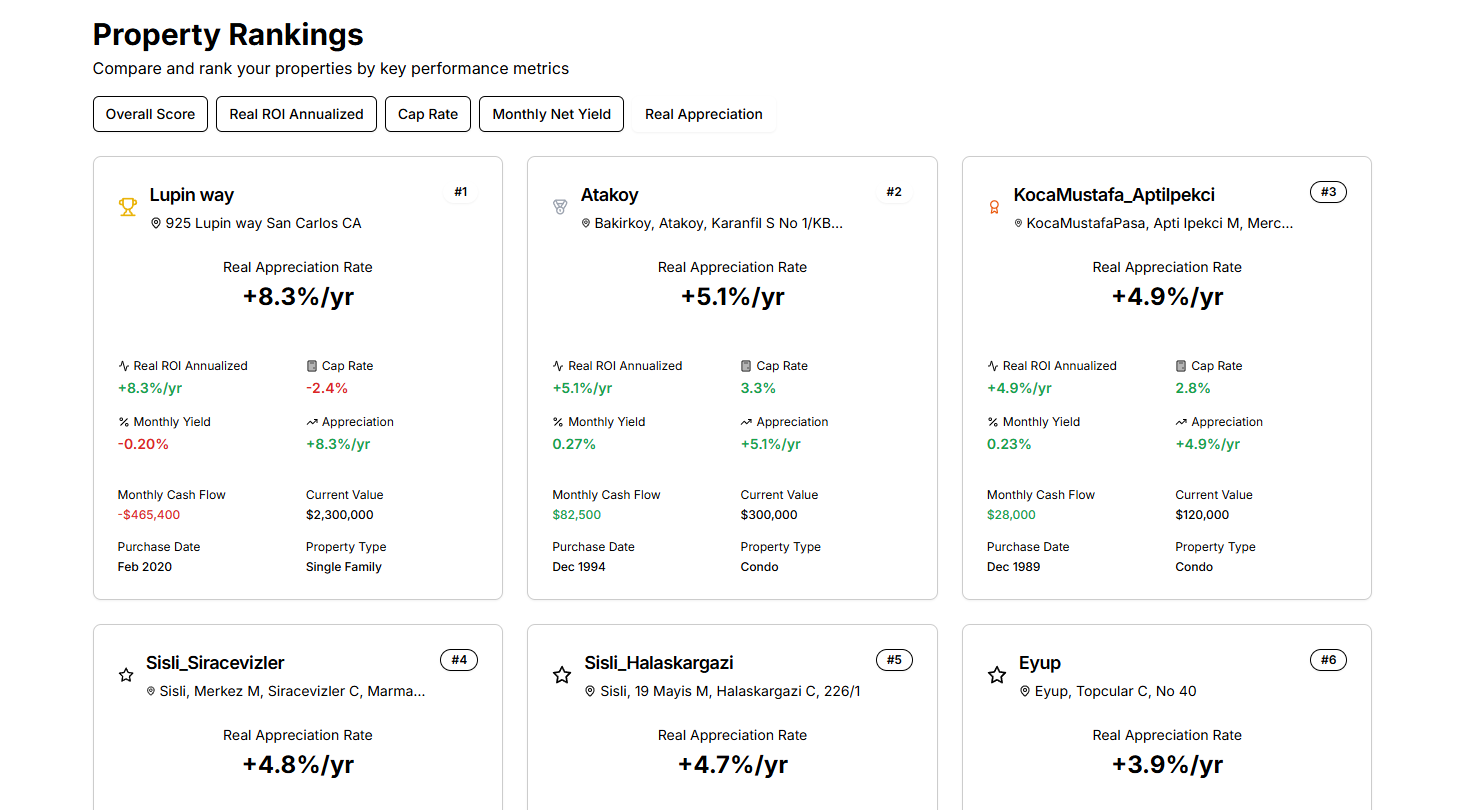 Property Rankings
Compare and rank your properties by key performance metrics
Overall Score
Real ROI Annualized
Cap Rate
Monthly Net Yield
Real Appreciation
Lupin way
#1
925 Lupin way San Carlos CA
Real Appreciation Rate
+8.3%/yr
Real ROI Annualized
Cap Rate
+8.3%/yr
-2.4%
Monthly Yield
Appreciation
-0.20%
+8.3%/yr
Monthly Cash Flow
Current Value
-$465,400
$2,300,000
Purchase Date
Property Type
Feb 2020
Single Family
Atakoy
#2
Bakirkoy, Atakoy, Karanfil S No 1/KB...
Real Appreciation Rate
+5.1%/yr
Real ROI Annualized
Cap Rate
+5.1%/yr
3.3%
Monthly Yield
Appreciation
0.27%
+5.1%/yr
Monthly Cash Flow
Current Value
$82,500
$300,000
Purchase Date
Property Type
Dec 1994
Condo
KocaMustafa_AptiIpekci
#3
KocaMustafaPasa, Apti Ipekci M, Merc...
Real Appreciation Rate
+4.9%/yr
Real ROI Annualized
Cap Rate
+4.9%/yr
2.8%
Monthly Yield
Appreciation
0.23%
+4.9%/yr
Monthly Cash Flow
Current Value
$28,000
$120,000
Purchase Date
Property Type
Dec 1989
Condo
Sisli_Siracevizler
#4
Sisli, Merkez M, Siracevizler C, Marma...
Real Appreciation Rate
+4.8%/yr
Sisli_Halaskargazi
#5
Sisli, 19 Mayis M, Halaskargazi C, 226/1
Real Appreciation Rate
+4.7%/yr
Eyup
#6
Eyup, Topcular C, No 40
Real Appreciation Rate
+3.9%/yr